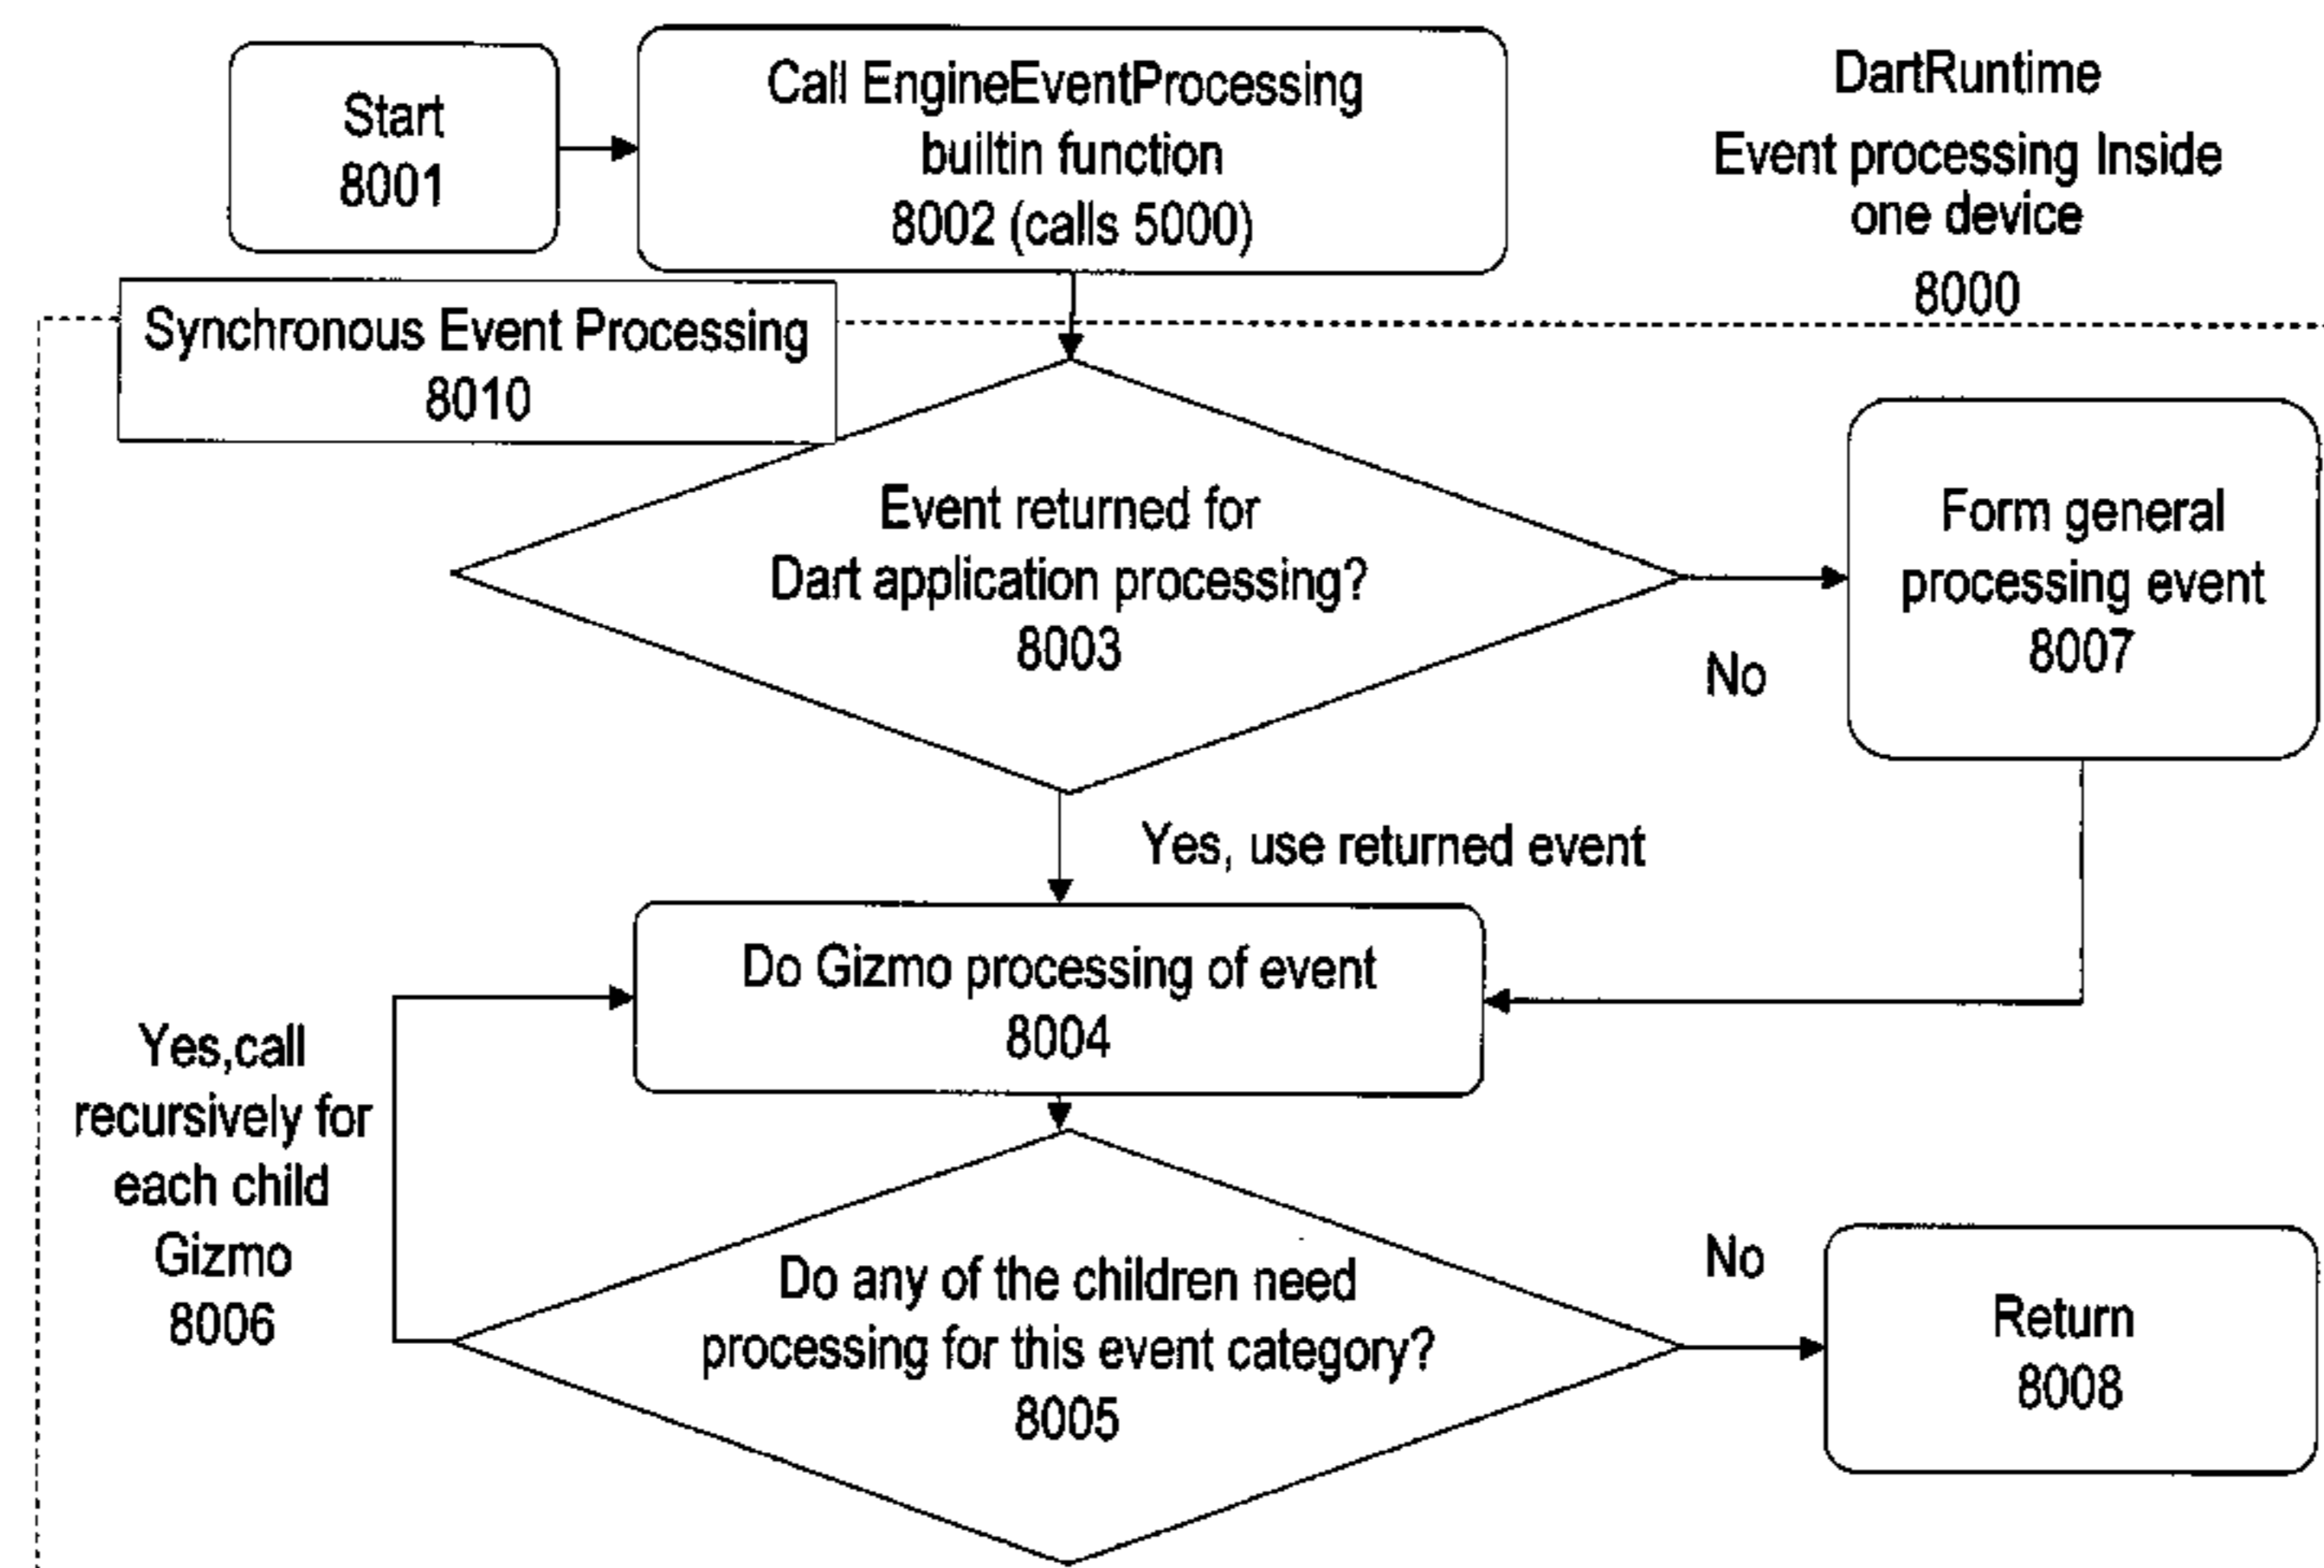 Start
8001
Call EngineEventProcessing
builtin function
8002 (calls 5000)
DartRuntime
Event processing Inside
one device
8000
Synchronous Event Processing
8010
Event returned for
Dart application processing?
8003
No
Form general
processing event
8007
Yes, use returned event
Do Gizmo processing of event
8004
Yes,call
recursively for
each child
Gizmo
8006
Do any of the children need
processing for this event category?
8005
No
Return
8008